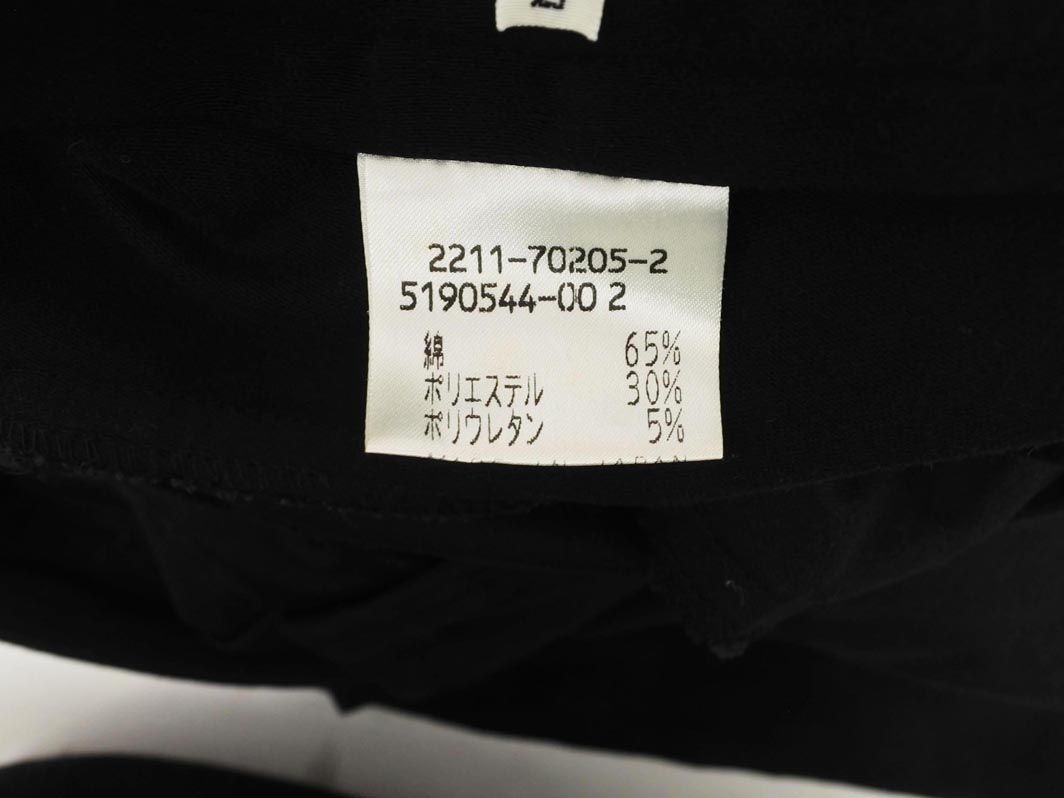 2211-70205-2
5190544-00 2
綿 65%
ポリエステル 30%
ポリウレタン 5%